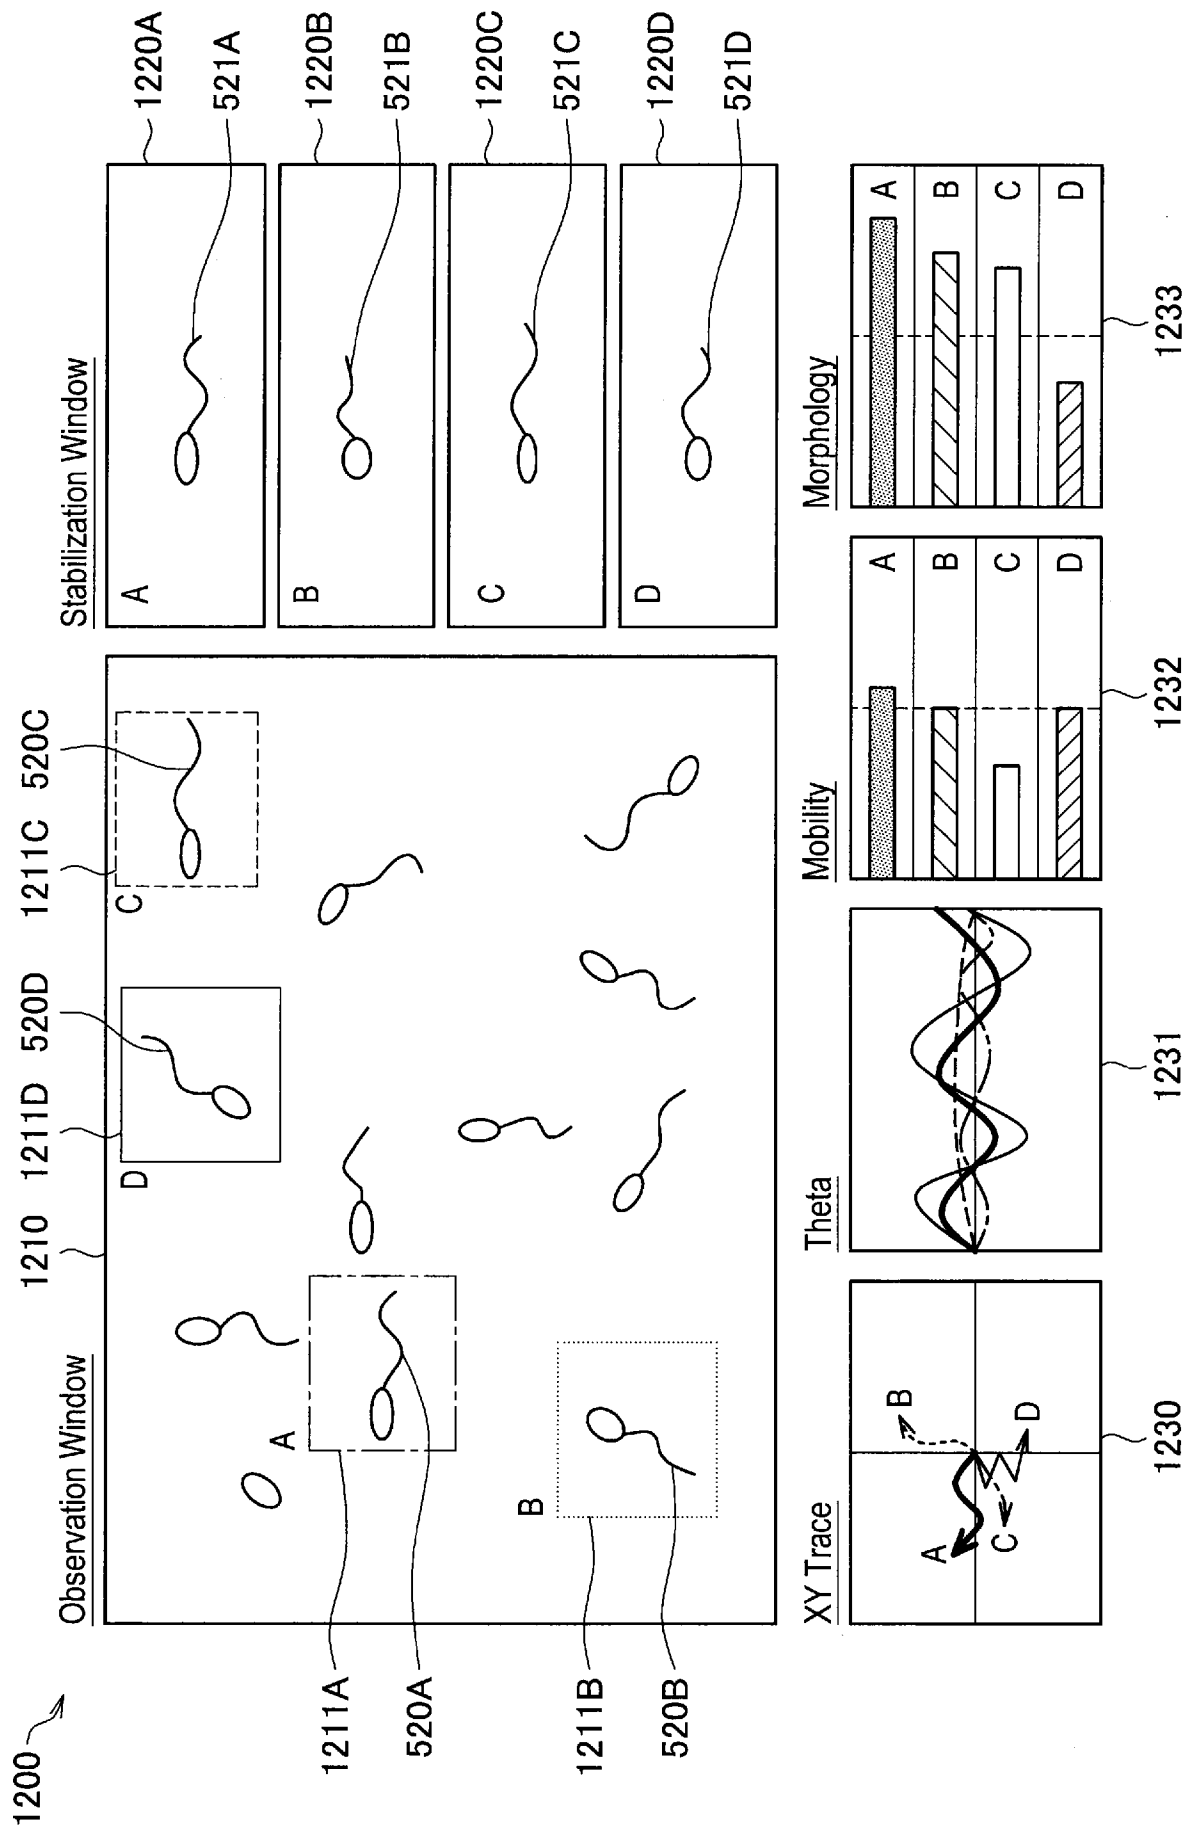 1200
Observation Window
1210
1211D
520D
1211C
520C
D
C
A
B
1211A
520A
1211B
520B
Stabilization Window
A
1220A
521A
B
1220B
521B
C
1220C
521C
D
1220D
521D
XY Trace
A
B
C
D
1230
Theta
1231
Mobility
A
B
C
D
1232
Morphology
A
B
C
D
1233